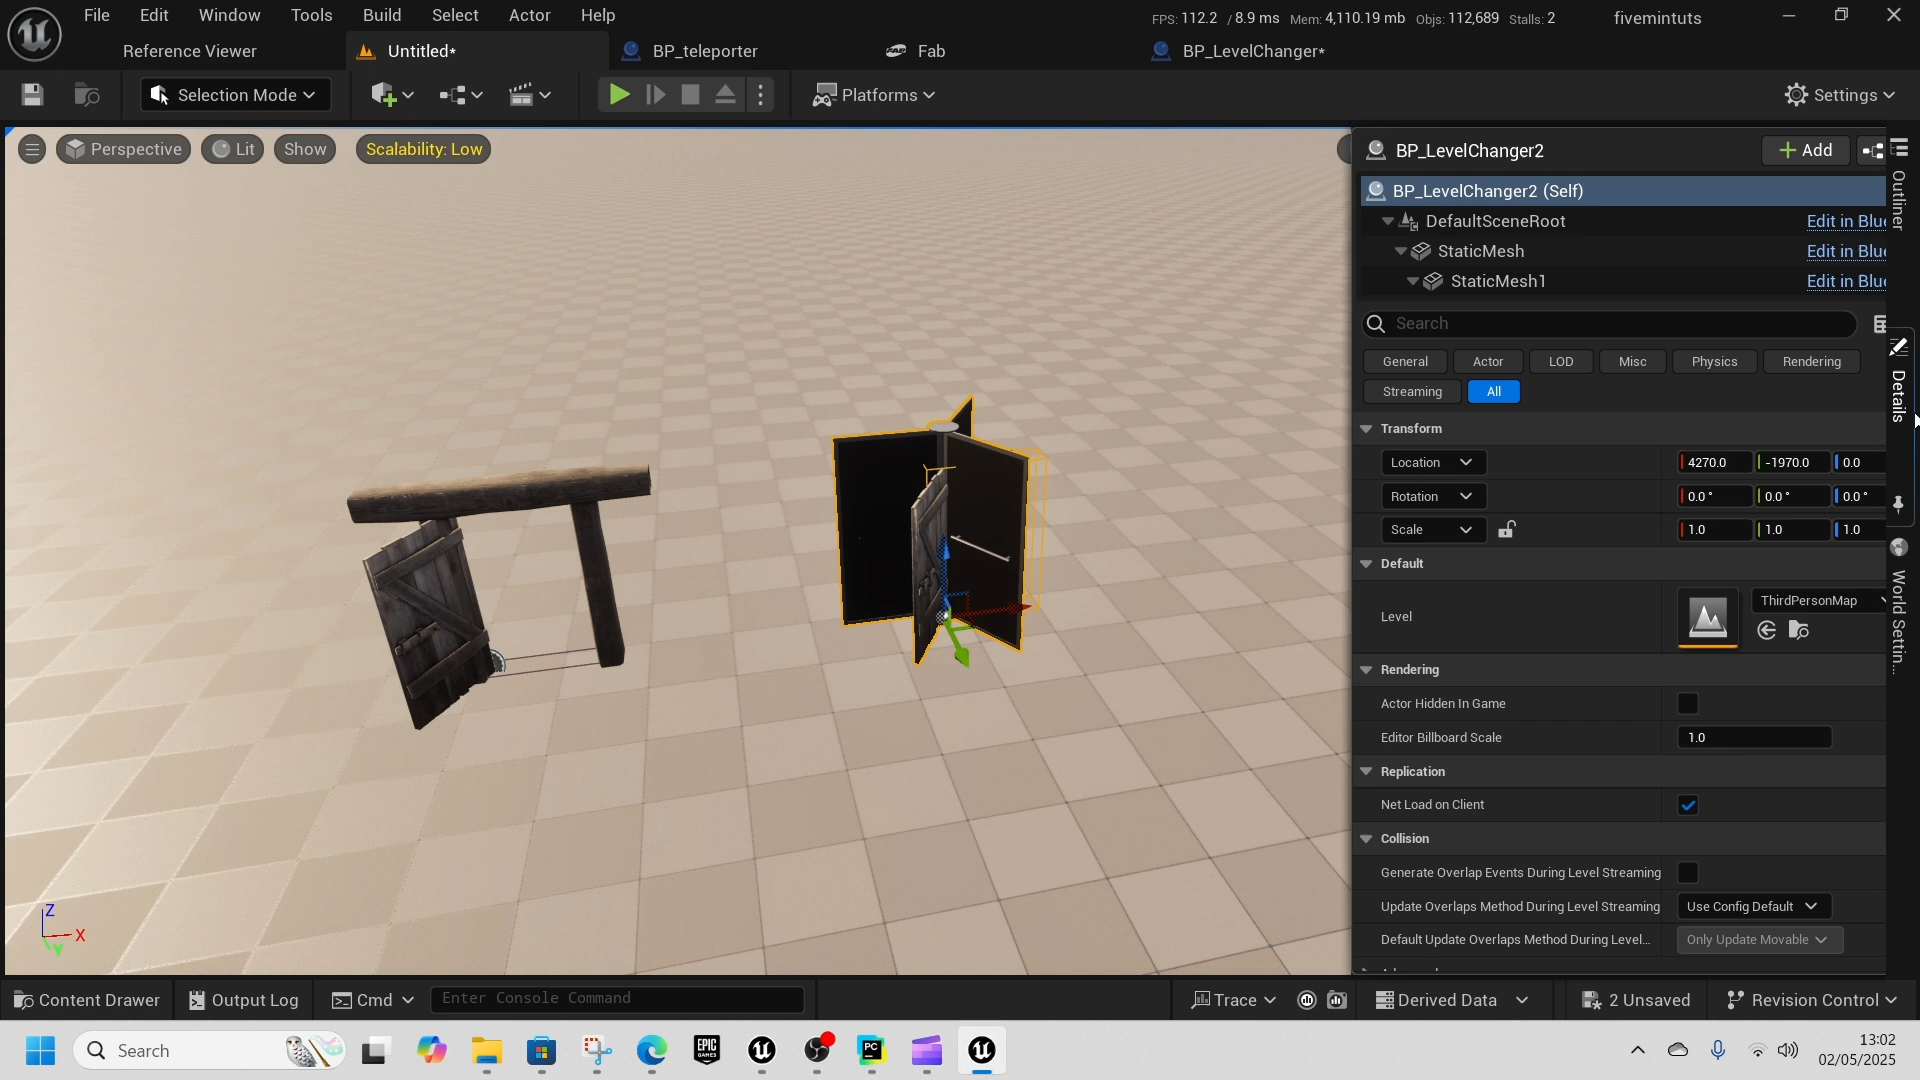 File Edit Window Tools Build Select Actor Help
FPS: 112.2 / 8.9 ms Mem: 4,110.19 mb Objs: 112,689 Stalls: 2
fivemintuts
Reference Viewer
Untitled*
BP_teleporter
Fab
BP_LevelChanger*
Selection Mode
Platforms
Settings
Perspective
Lit
Show
Scalability: Low
BP_LevelChanger2
Add
BP_LevelChanger2 (Self)
DefaultSceneRoot Edit in Blue
StaticMesh Edit in Blue
StaticMesh1 Edit in Blue
Search
General Actor LOD Misc Physics Rendering
Streaming All
Transform
Location 4270.0 -1970.0 0.0
Rotation 0.0 ° 0.0 ° 0.0 °
Scale 1.0 1.0 1.0
Default
Level ThirdPersonMap
Rendering
Actor Hidden In Game
Editor Billboard Scale 1.0
Replication
Net Load on Client
Collision
Generate Overlap Events During Level Streaming
Update Overlaps Method During Level Streaming Use Config Default
Default Update Overlaps Method During Level... Only Update Movable
Outliner
Details
World Settin...
Z
X
Y
Content Drawer
Output Log
Cmd
Enter Console Command
Trace
Derived Data
2 Unsaved
Revision Control
Search
EPIC
GAMES
PC
13:02
02/05/2025